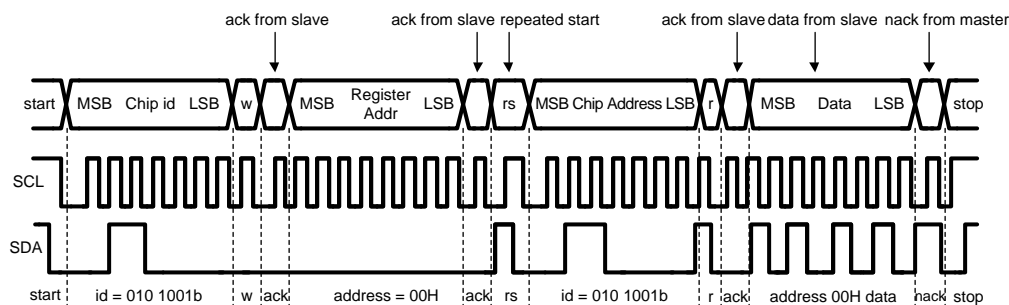 ack from slave ack from slave repeated start ack from slave data from slave nack from master
start MSB Chip id LSB w MSB Register Addr LSB rs MSB Chip Address LSB r MSB Data LSB stop
SCL
SDA
start id = 010 1001b w ack address = 00H ack rs id = 010 1001b r ack address 00H data nack stop